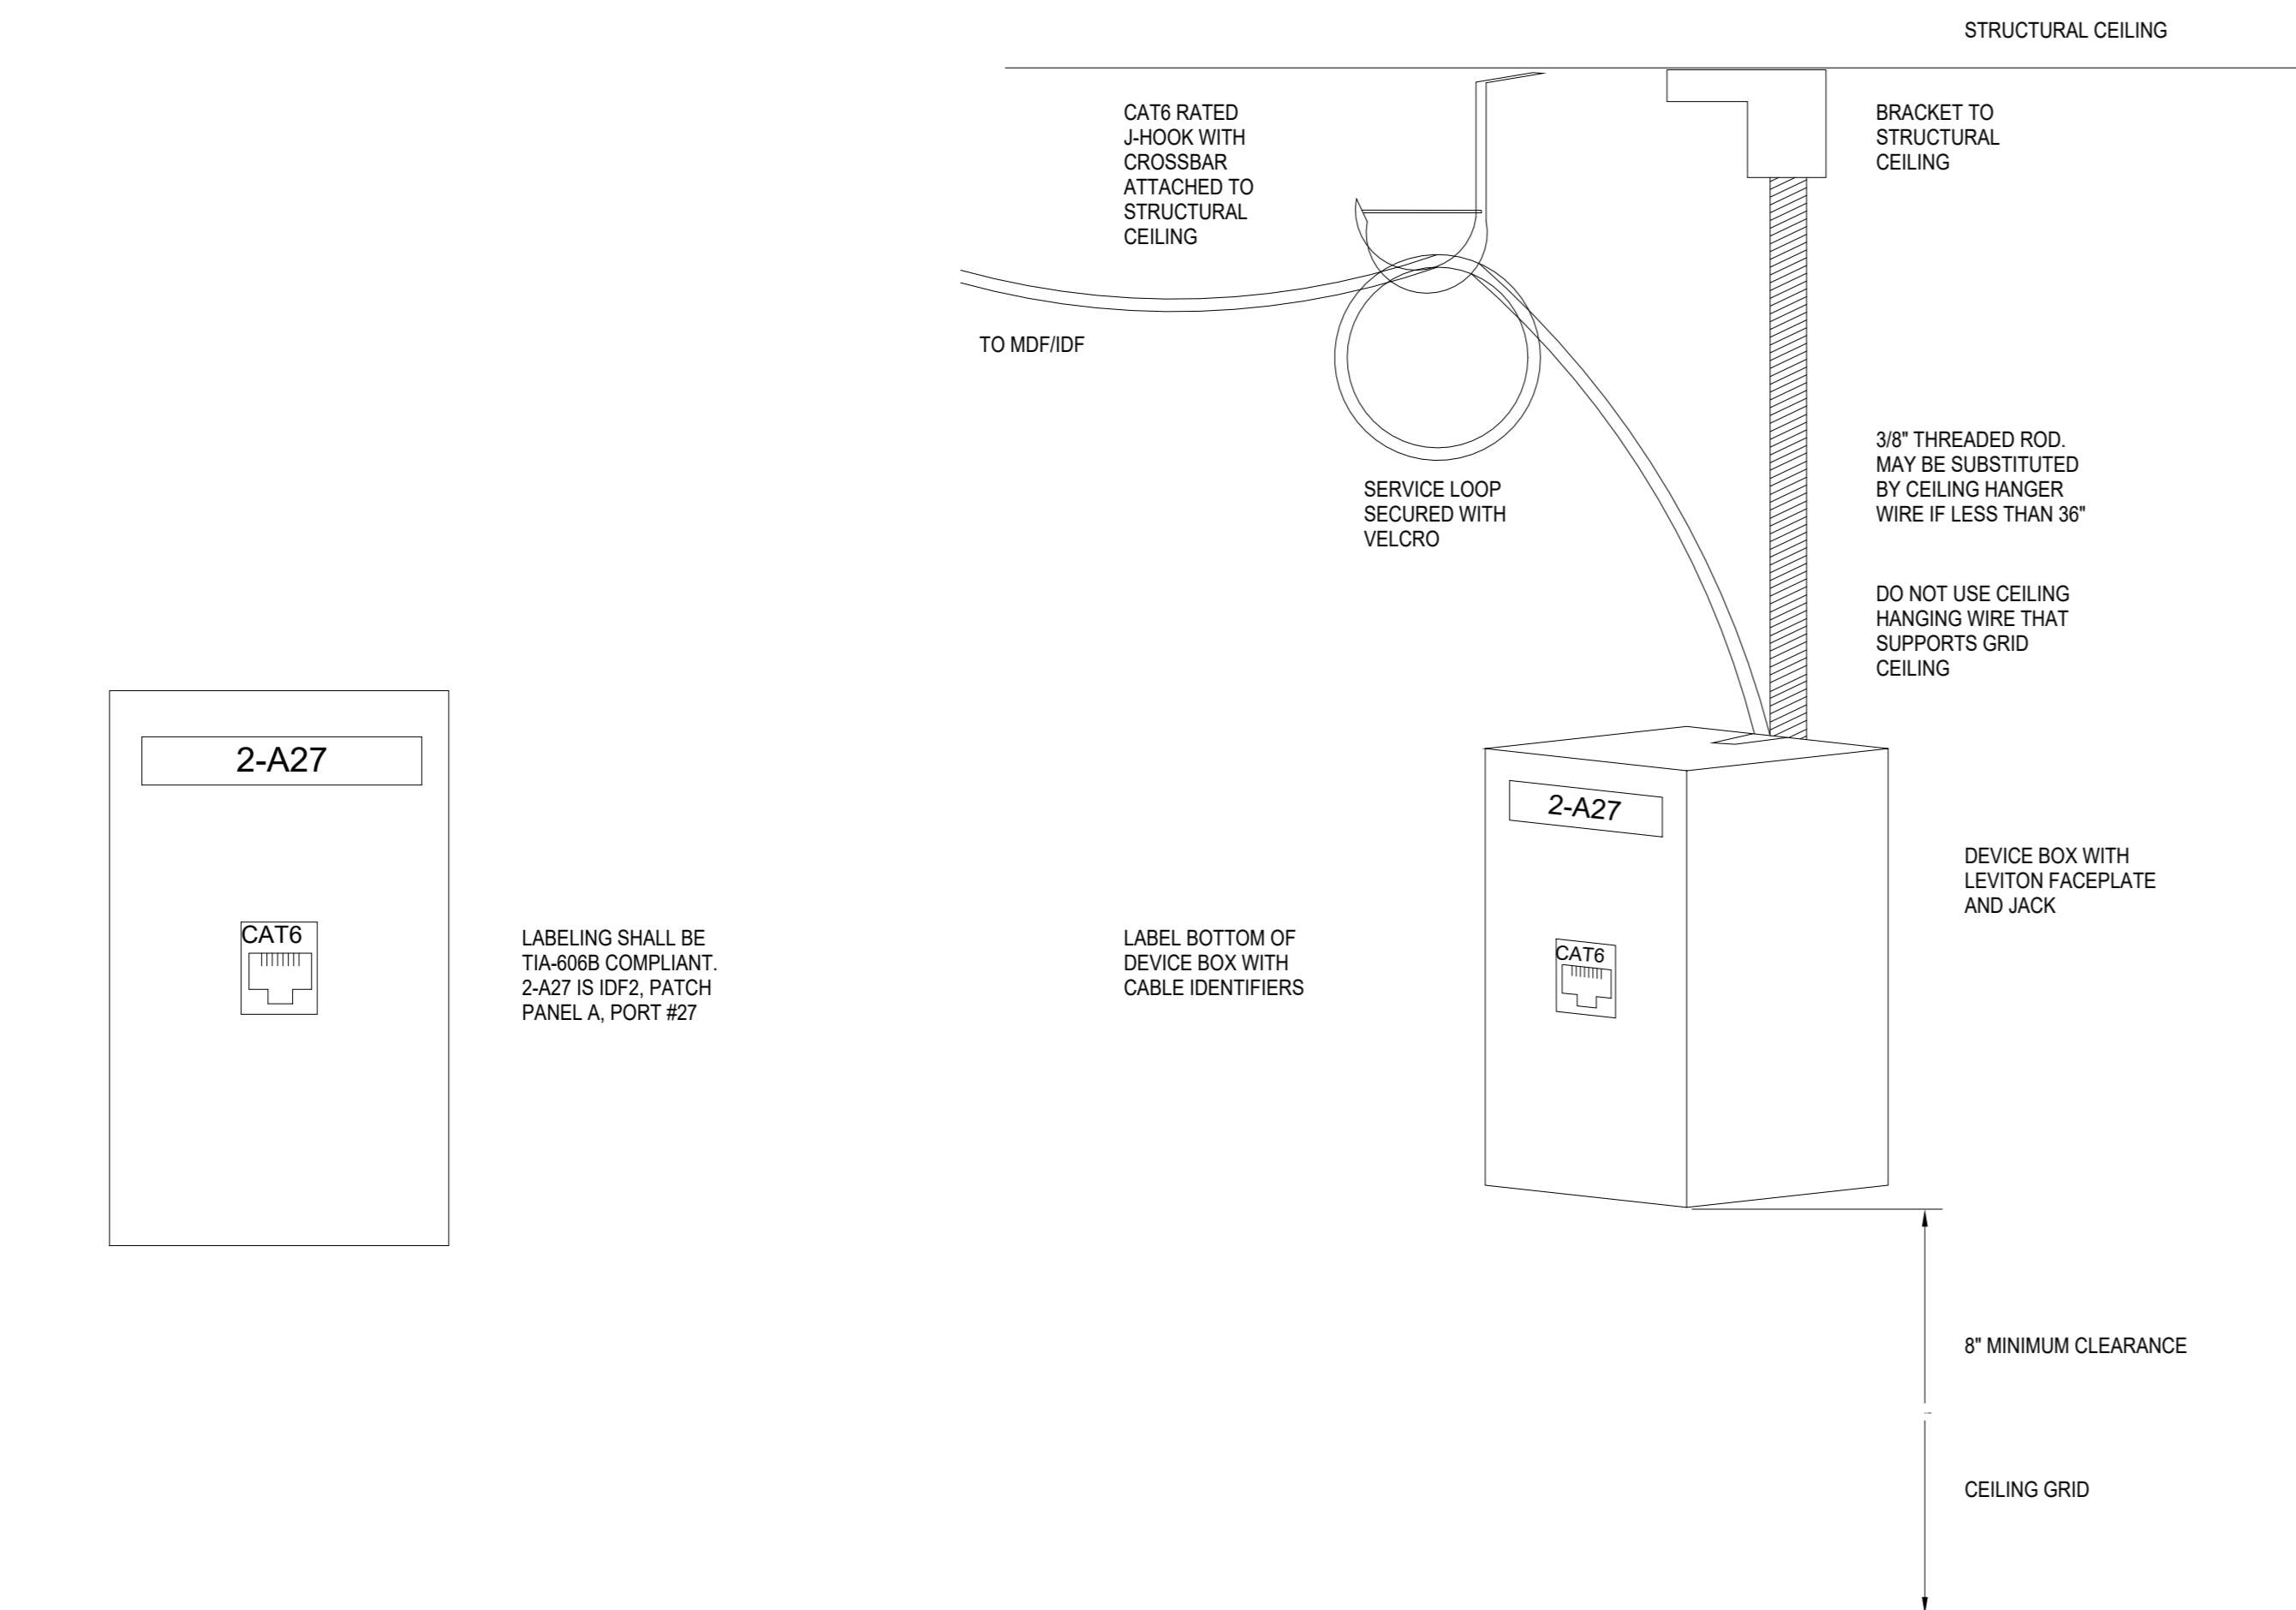 STRUCTURAL CEILING
CAT6 RATED
J-HOOK WITH
CROSSBAR
ATTACHED TO
STRUCTURAL
CEILING
BRACKET TO
STRUCTURAL
CEILING
TO MDF/IDF
3/8" THREADED ROD.
MAY BE SUBSTITUTED
BY CEILING HANGER
WIRE IF LESS THAN 36"
SERVICE LOOP
SECURED WITH
VELCRO
DO NOT USE CEILING
HANGING WIRE THAT
SUPPORTS GRID
CEILING
2-A27
CAT6
LABELING SHALL BE
TIA-606B COMPLIANT.
2-A27 IS IDF2, PATCH
PANEL A, PORT #27
2-A27
CAT6
DEVICE BOX WITH
LEVITON FACEPLATE
AND JACK
LABEL BOTTOM OF
DEVICE BOX WITH
CABLE IDENTIFIERS
8" MINIMUM CLEARANCE
CEILING GRID